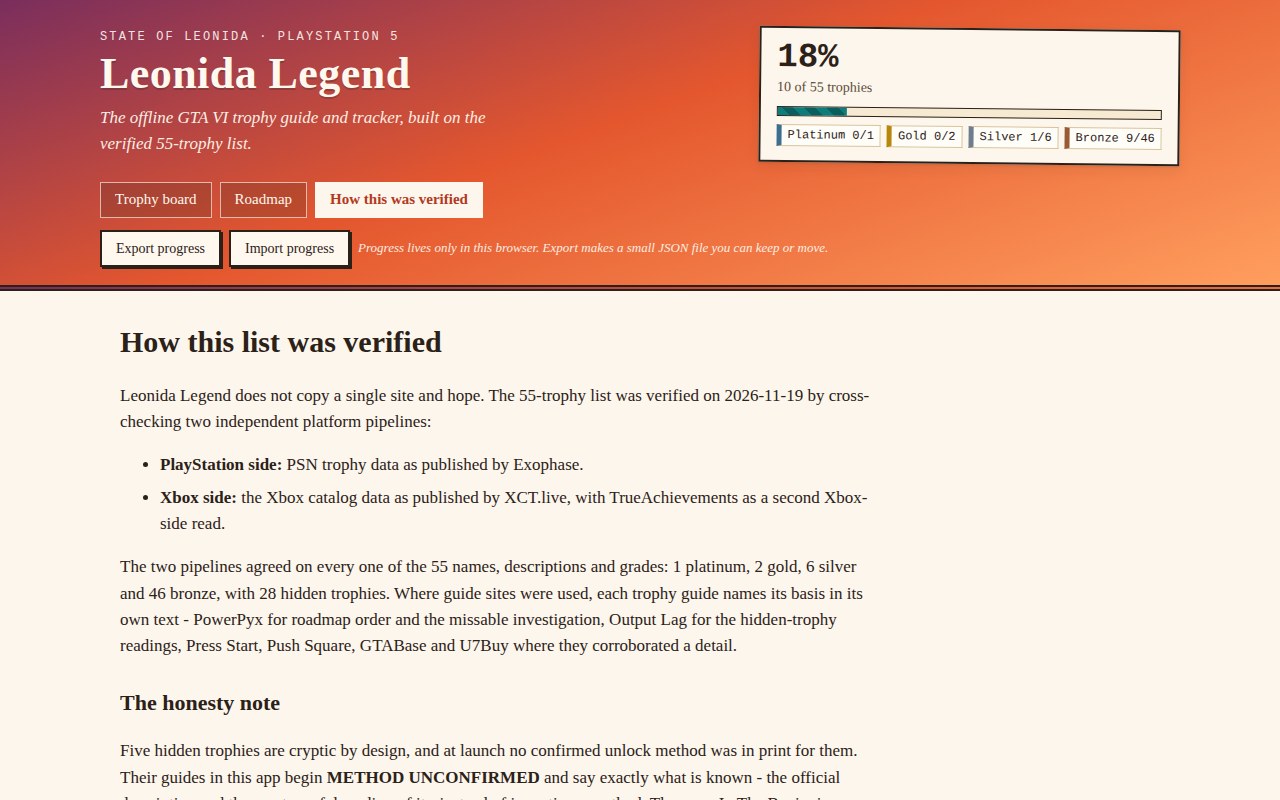 STATE OF LEONIDA · PLAYSTATION 5
Leonida Legend
The offline GTA VI trophy guide and tracker, built on the
verified 55-trophy list.
18%
10 of 55 trophies
Platinum 0/1 Gold 0/2 Silver 1/6 Bronze 9/46
Trophy board Roadmap How this was verified
Export progress Import progress Progress lives only in this browser. Export makes a small JSON file you can keep or move.
How this list was verified
Leonida Legend does not copy a single site and hope. The 55-trophy list was verified on 2026-11-19 by cross-
checking two independent platform pipelines:
• PlayStation side: PSN trophy data as published by Exophase.
• Xbox side: the Xbox catalog data as published by XCT.live, with TrueAchievements as a second Xbox-
side read.
The two pipelines agreed on every one of the 55 names, descriptions and grades: 1 platinum, 2 gold, 6 silver
and 46 bronze, with 28 hidden trophies. Where guide sites were used, each trophy guide names its basis in its
own text - PowerPyx for roadmap order and the missable investigation, Output Lag for the hidden-trophy
readings, Press Start, Push Square, GTABase and U7Buy where they corroborated a detail.
The honesty note
Five hidden trophies are cryptic by design, and at launch no confirmed unlock method was in print for them.
Their guides in this app begin METHOD UNCONFIRMED and say exactly what is known - the official